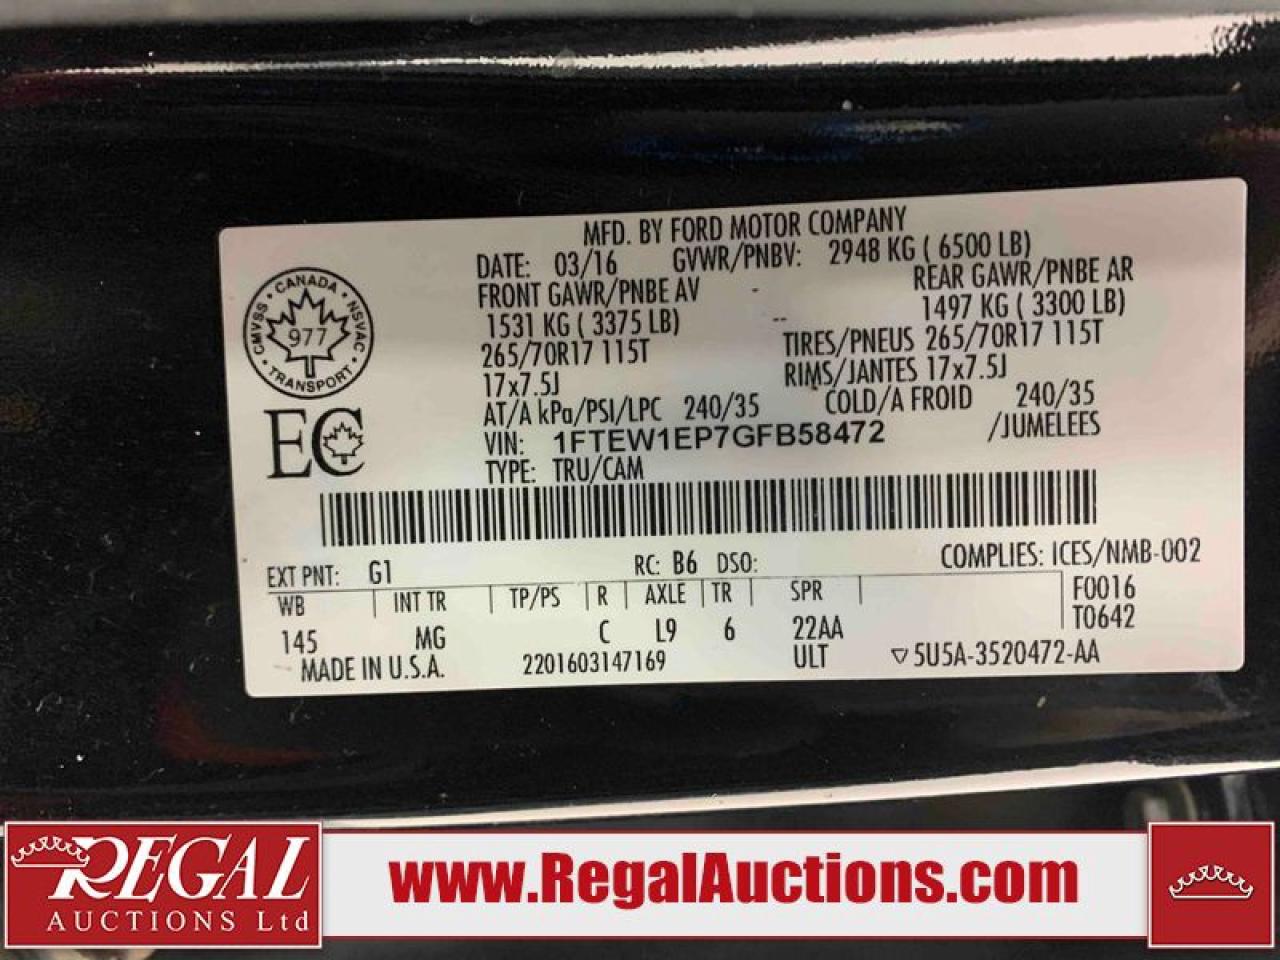 MFD. BY FORD MOTOR COMPANY
DATE: 03/16 GVWR/PNBV: 2948 KG ( 6500 LB)
FRONT GAWR/PNBE AV REAR GAWR/PNBE AR
1531 KG ( 3375 LB) 1497 KG ( 3300 LB)
265/70R17 115T TIRES/PNEUS 265/70R17 115T
17x7.5J RIMS/JANTES 17x7.5J
AT/A kPa/PSI/LPC 240/35 COLD/A FROID 240/35
VIN: 1FTEW1EP7GFB58472 /JUMELEES
TYPE: TRU/CAM
CMVSS • CANADA • NSVAC • TRANSPORT •
977
EC
EXT PNT: G1 RC: B6 DSO: COMPLIES: ICES/NMB-002
WB INT TR TP/PS R AXLE TR SPR F0016
T0642
145 MG C L9 6 22AA
MADE IN U.S.A. 2201603147169 ULT ▽ 5U5A-3520472-AA
REGAL
AUCTIONS Ltd
www.RegalAuctions.com